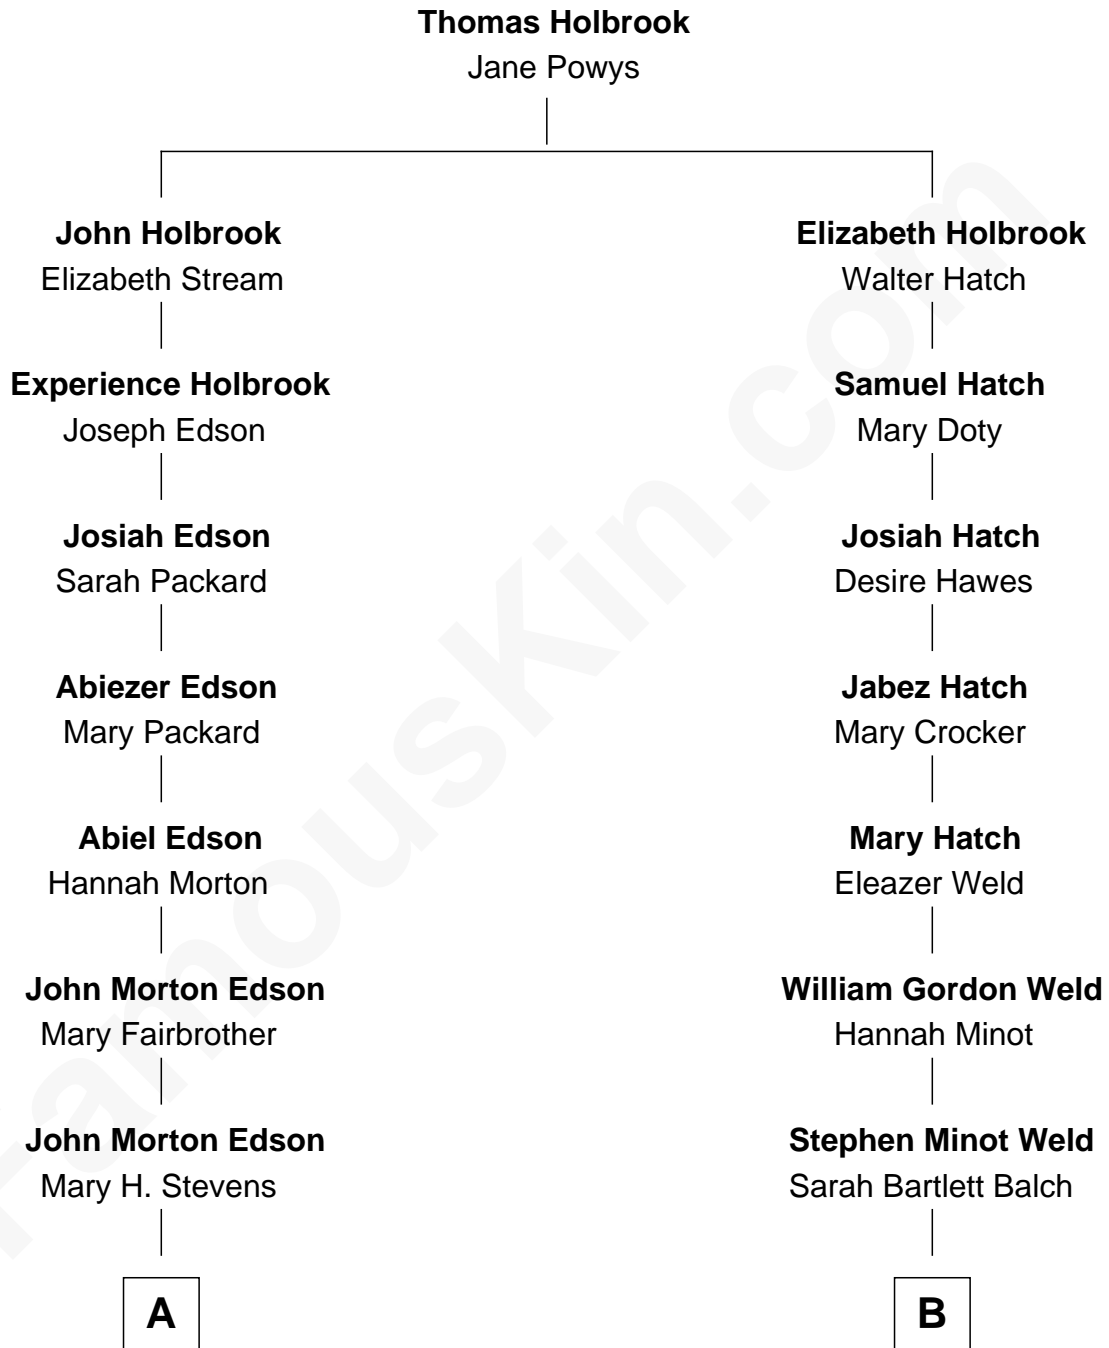 Thomas Holbrook
Jane Powys
John Holbrook
Elizabeth Stream
Elizabeth Holbrook
Walter Hatch
Experience Holbrook
Joseph Edson
Samuel Hatch
Mary Doty
Josiah Edson
Sarah Packard
Josiah Hatch
Desire Hawes
Abiezer Edson
Mary Packard
Jabez Hatch
Mary Crocker
Abiel Edson
Hannah Morton
Mary Hatch
Eleazer Weld
John Morton Edson
Mary Fairbrother
William Gordon Weld
Hannah Minot
John Morton Edson
Mary H. Stevens
Stephen Minot Weld
Sarah Bartlett Balch
A
B
FamousKin.com